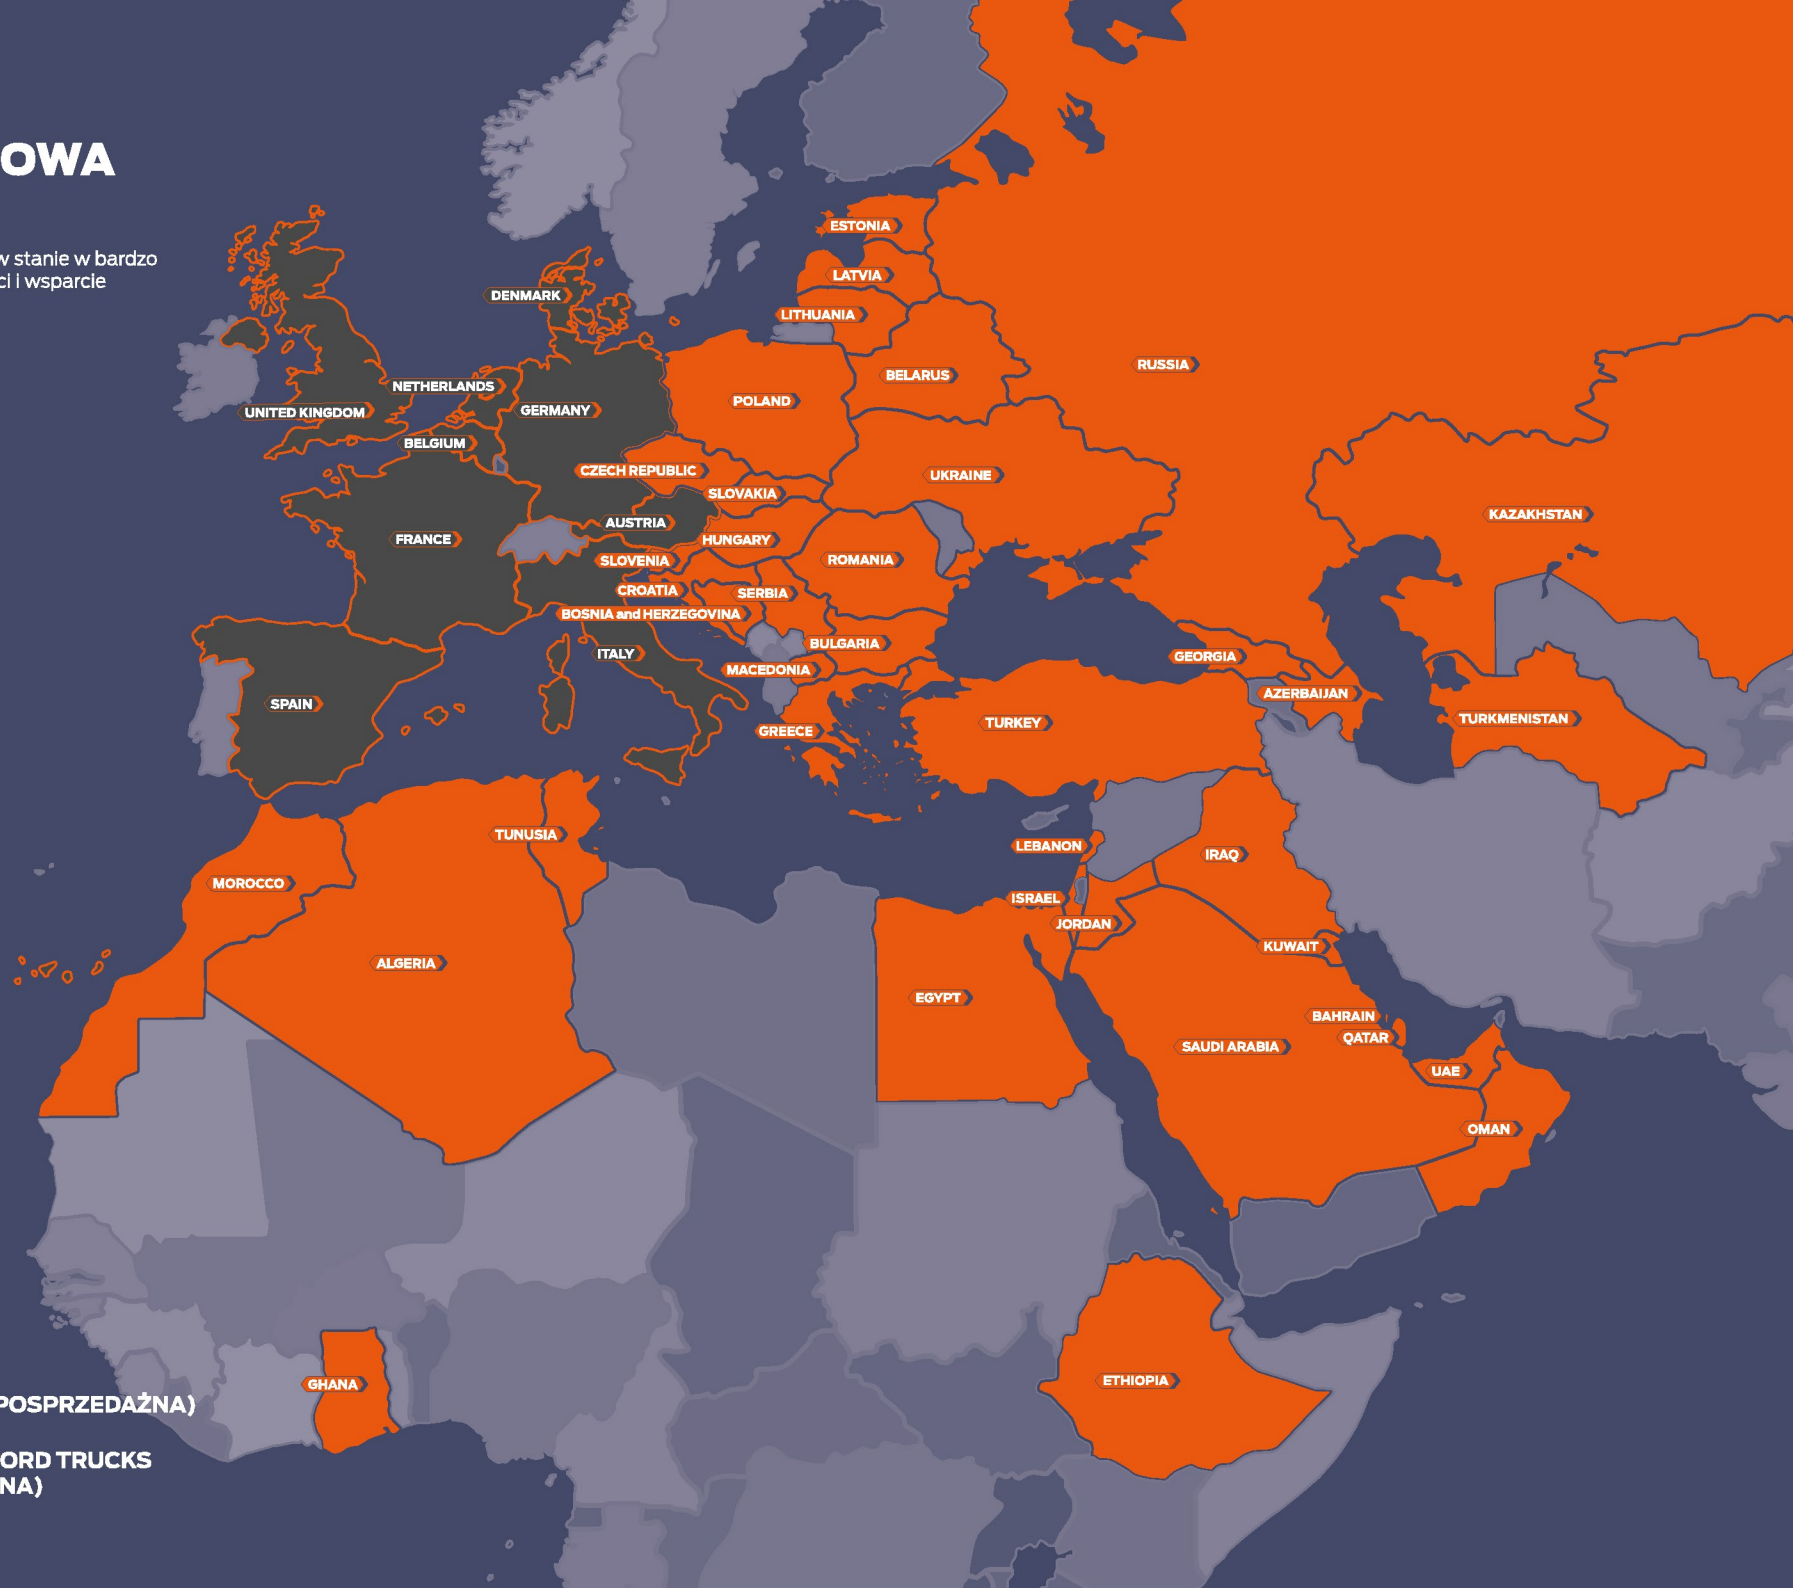 OWA
w stanie w bardzo
ci i wsparcie
ESTONIA
LATVIA
DENMARK
LITHUANIA
RUSSIA
BELARUS
NETHERLANDS
POLAND
UNITED KINGDOM
GERMANY
BELGIUM
CZECH REPUBLIC
UKRAINE
SLOVAKIA
KAZAKHSTAN
AUSTRIA
FRANCE
HUNGARY
SLOVENIA
ROMANIA
CROATIA
SERBIA
BOSNIA and HERZEGOVINA
BULGARIA
ITALY
GEORGIA
MACEDONIA
AZERBAIJAN
SPAIN
TURKEY
TURKMENISTAN
GREECE
TUNUSIA
LEBANON
IRAQ
MOROCCO
ISRAEL
JORDAN
KUWAIT
ALGERIA
EGYPT
BAHRAIN
QATAR
SAUDI ARABIA
UAE
OMAN
ETHIOPIA
GHANA
POSPRZEDAŻNA)
ORD TRUCKS
NA)